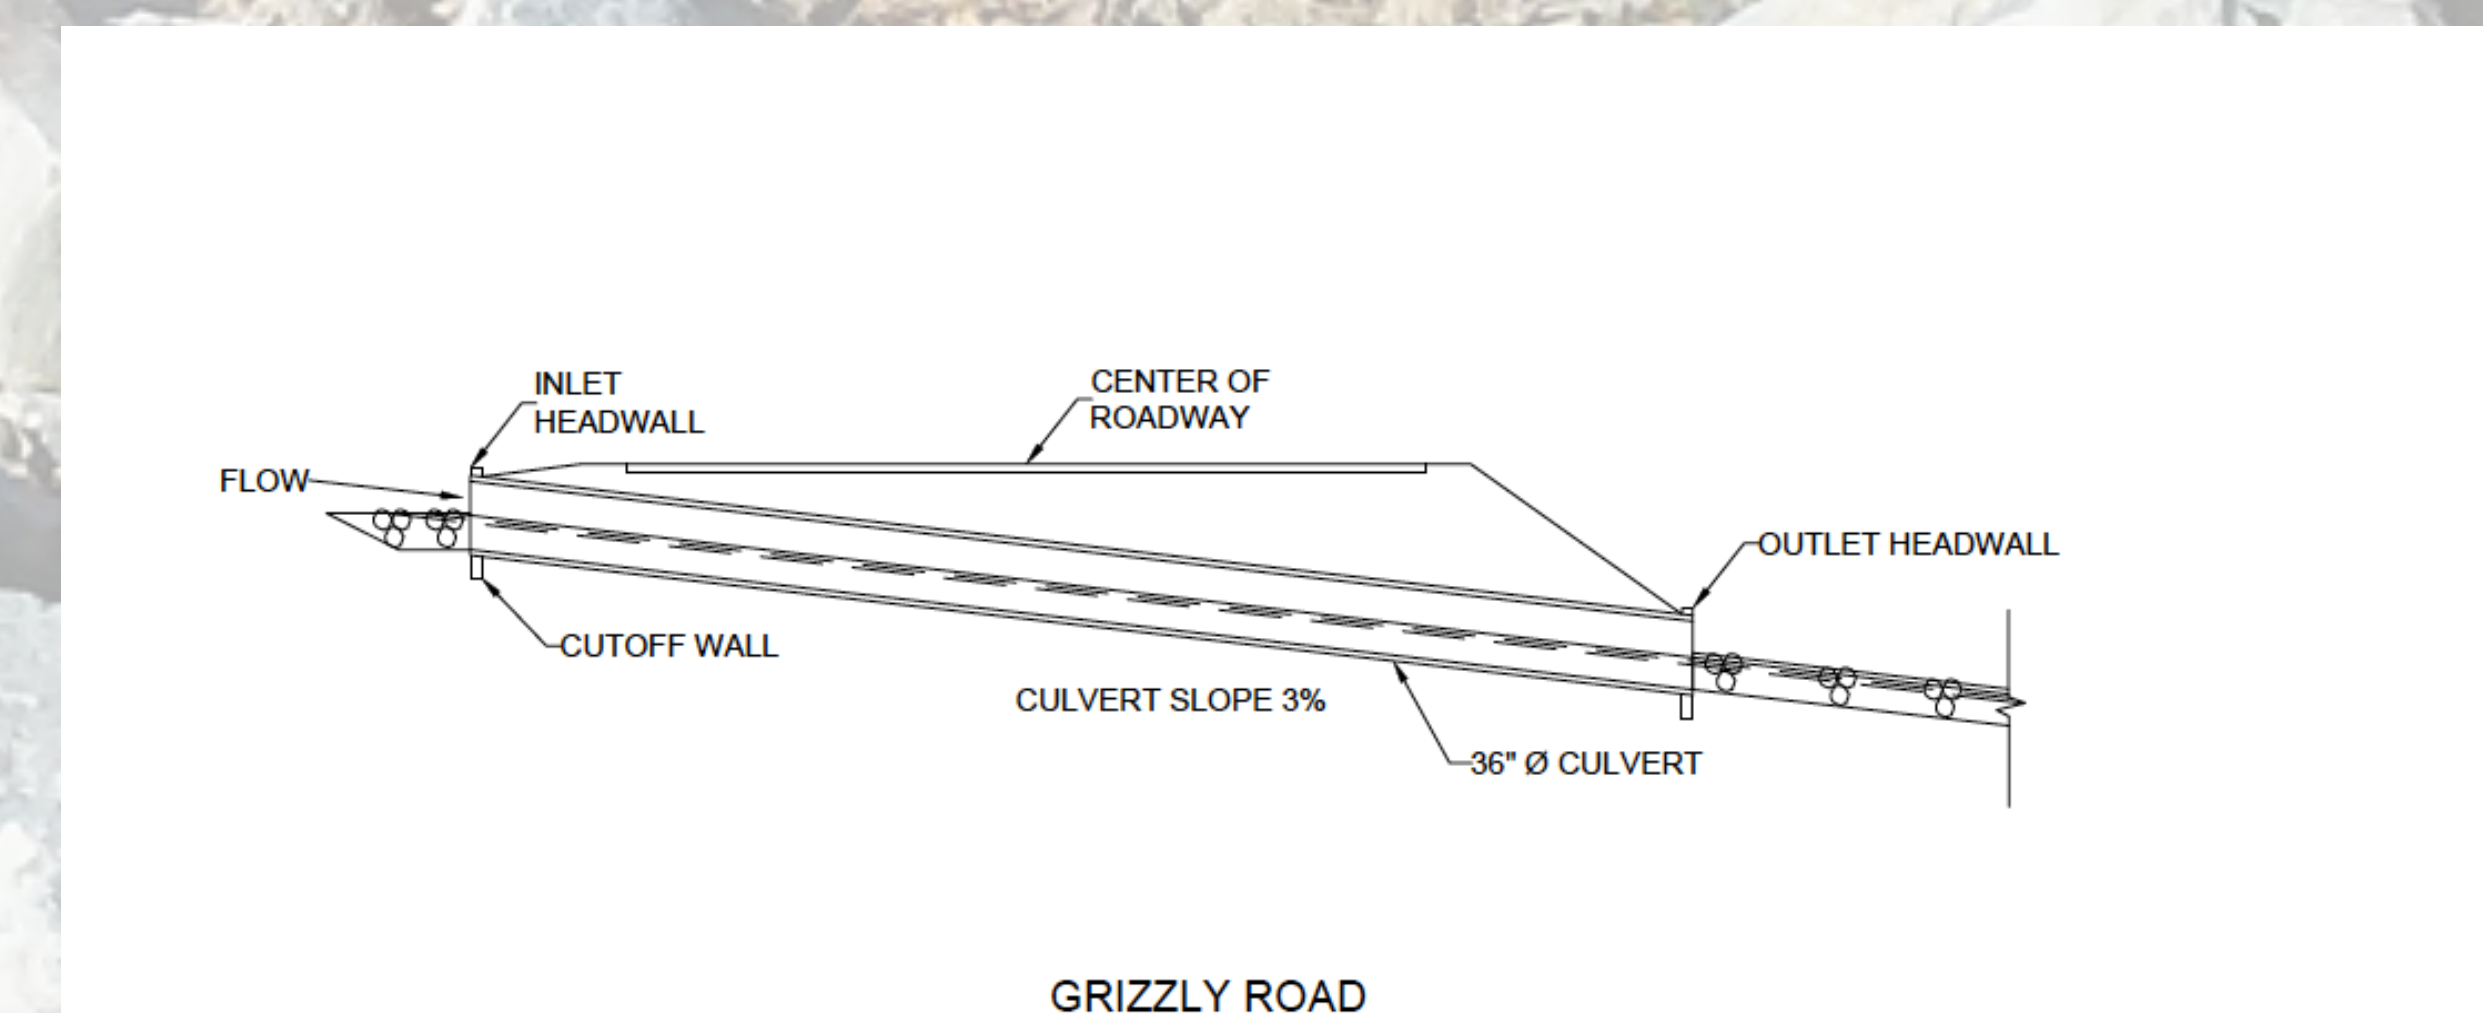 INLET
HEADWALL
CENTER OF
ROADWAY
FLOW
OUTLET HEADWALL
CUTOFF WALL
CULVERT SLOPE 3%
36" Ø CULVERT
GRIZZLY ROAD